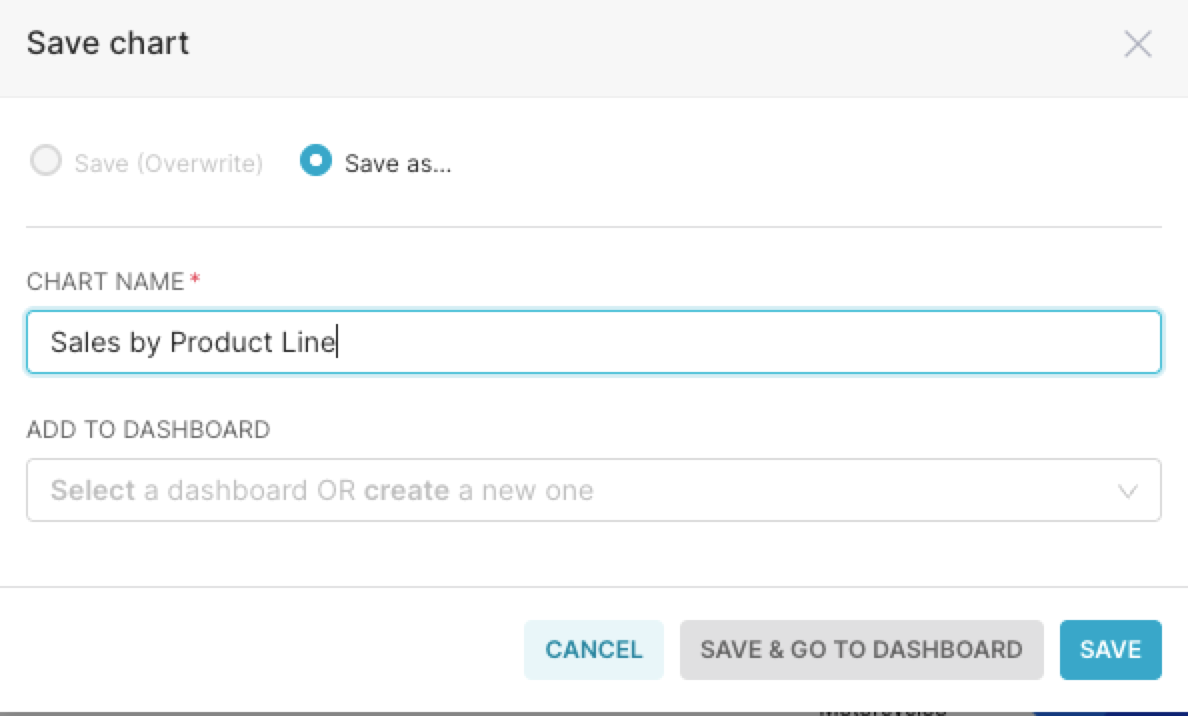 Save chart
Save (Overwrite) Save as...
CHART NAME *
Sales by Product Line
ADD TO DASHBOARD
Select a dashboard OR create a new one
CANCEL SAVE & GO TO DASHBOARD SAVE